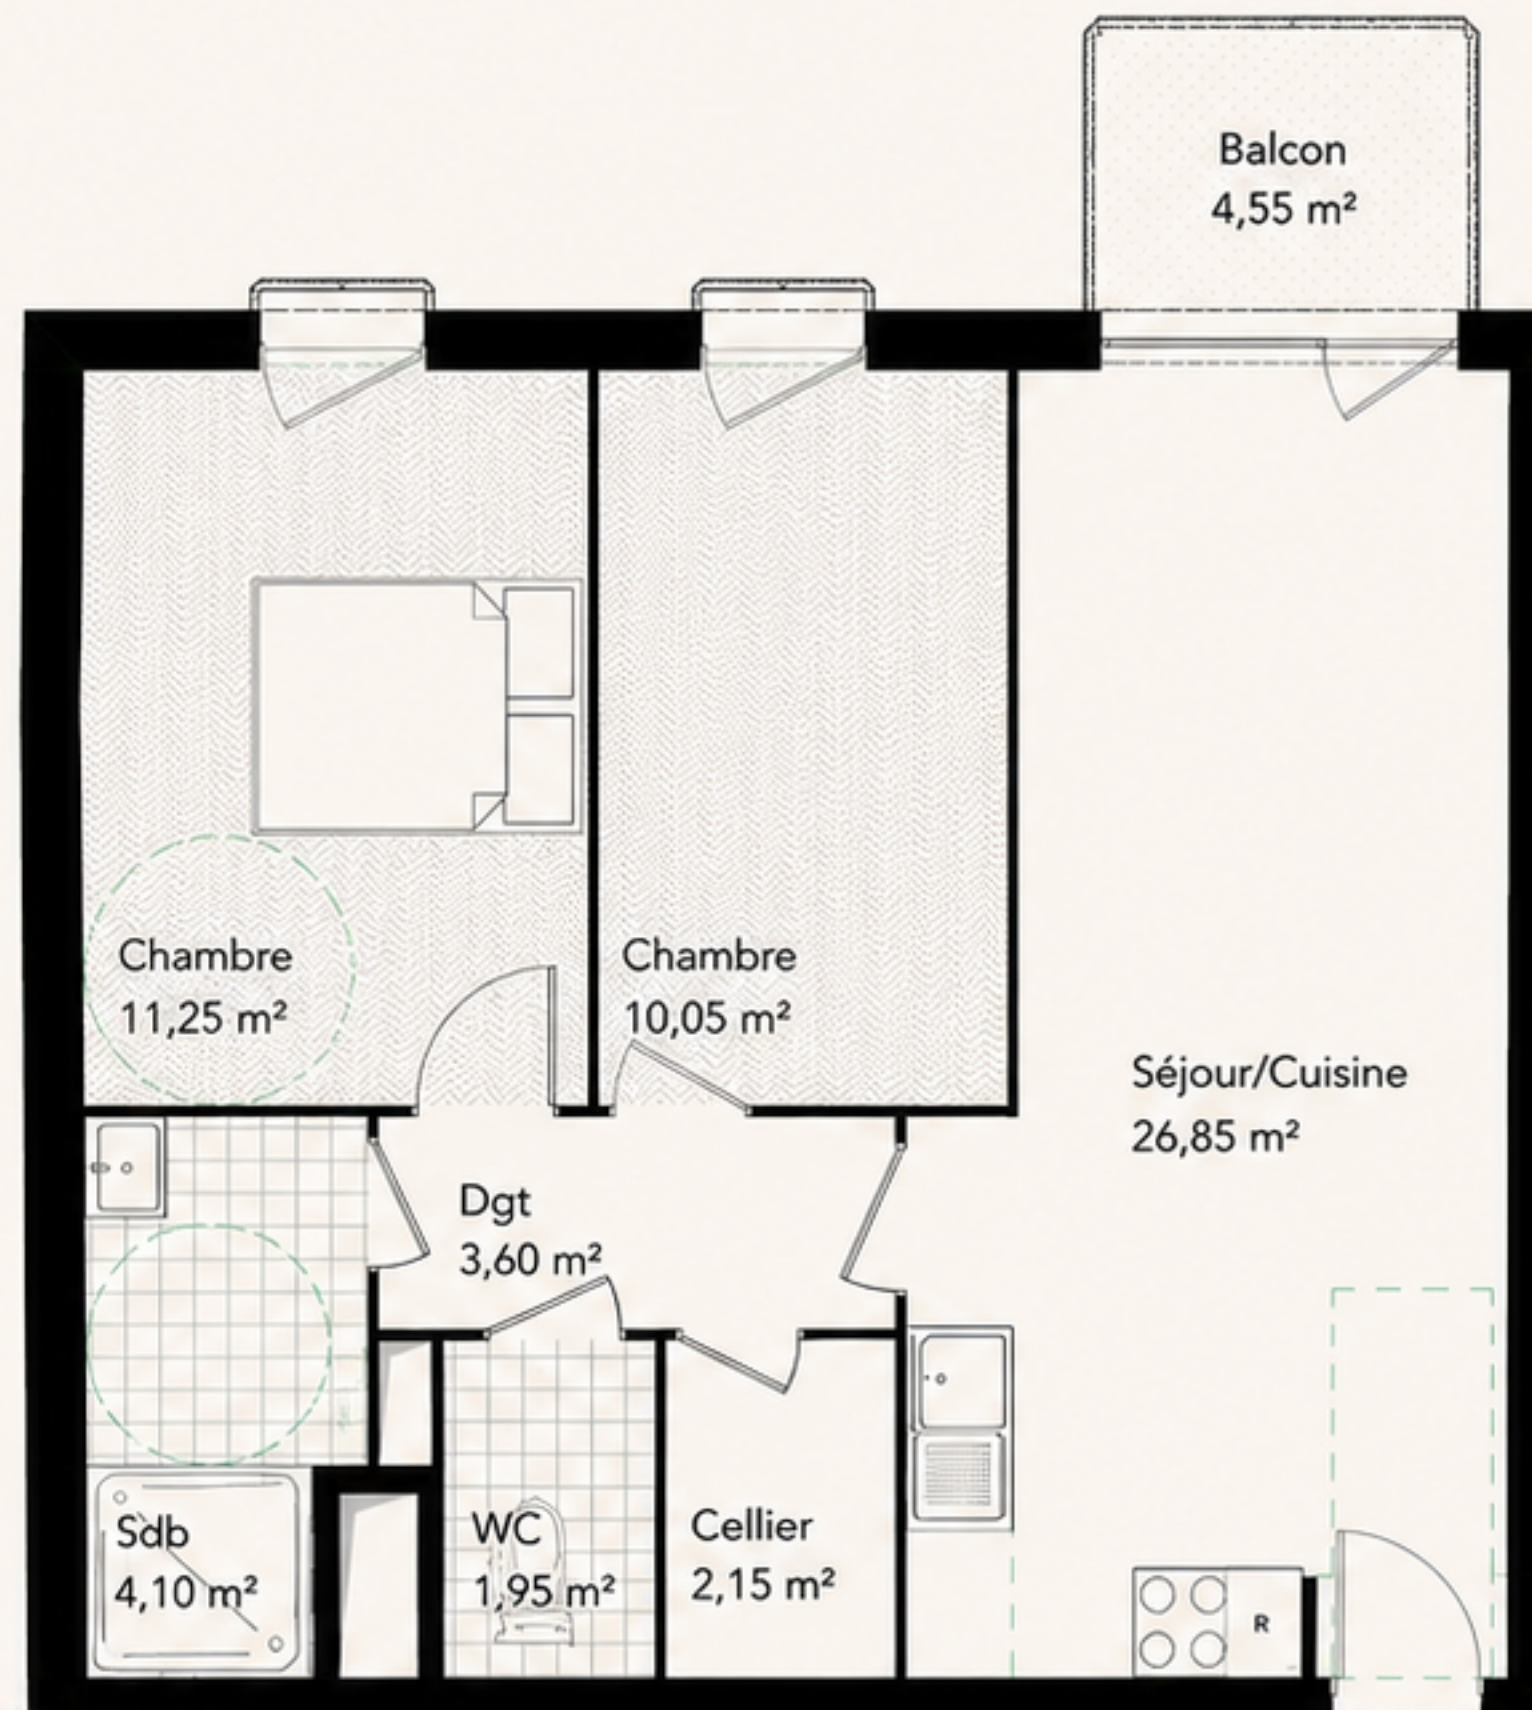 Balcon
4,55 m²
Chambre
11,25 m²
Chambre
10,05 m²
Séjour/Cuisine
26,85 m²
Dgt
3,60 m²
Sdb
4,10 m²
WC
1,95 m²
Cellier
2,15 m²
R